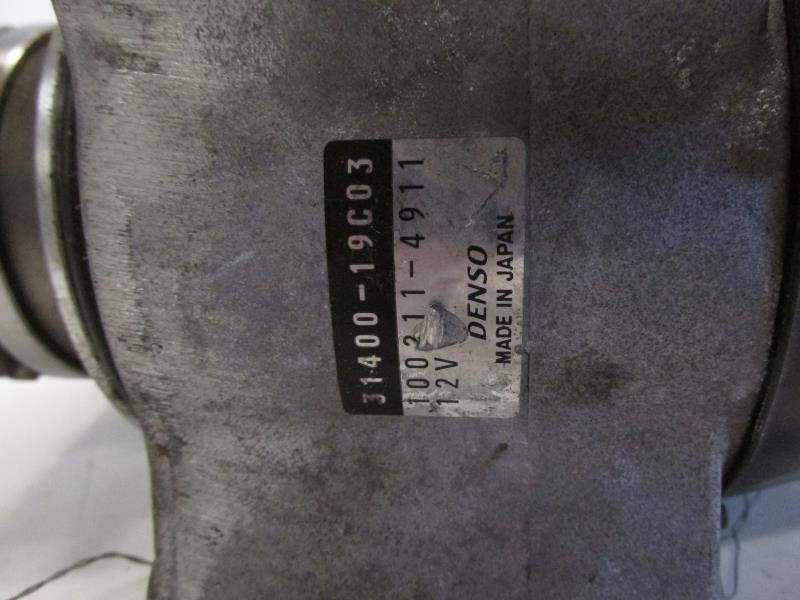 31400-19C03
100211-4911
12V
DENSO
MADE IN JAPAN